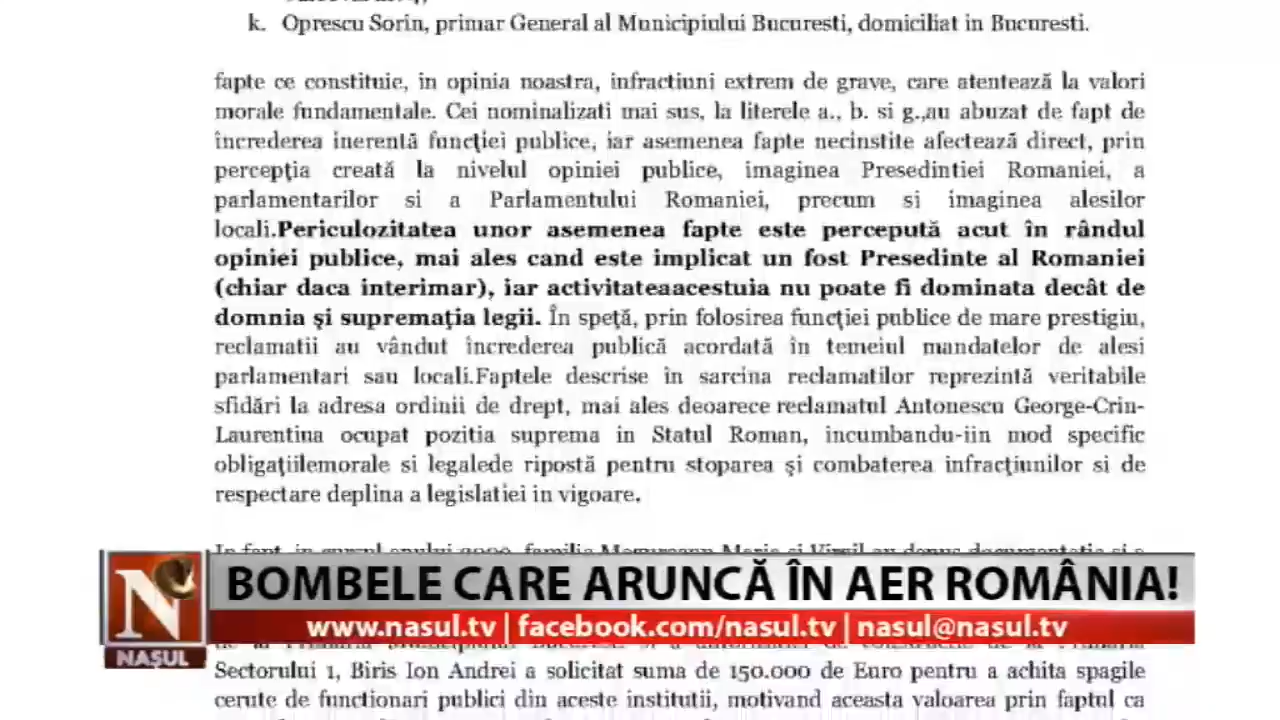 k. Oprescu Sorin, primar General al Municipiului Bucuresti, domiciliat in Bucuresti.
fapte ce constituie, in opinia noastra, infractiuni extrem de grave, care atentează la valori
morale fundamentale. Cei nominalizati mai sus, la literele a., b. si g.,au abuzat de fapt de
încrederea inerentă funcţiei publice, iar asemenea fapte necinstite afectează direct, prin
percepţia creată la nivelul opiniei publice, imaginea Presedintiei Romaniei, a
parlamentarilor si a Parlamentului Romaniei, precum si imaginea alesilor
locali.Periculozitatea unor asemenea fapte este percepută acut în rândul
opiniei publice, mai ales cand este implicat un fost Presedinte al Romaniei
(chiar daca interimar), iar activitateaacestuia nu poate fi dominata decât de
domnia şi supremaţia legii. În speţă, prin folosirea funcţiei publice de mare prestigiu,
reclamatii au vândut încrederea publică acordată în temeiul mandatelor de alesi
parlamentari sau locali.Faptele descrise în sarcina reclamatilor reprezintă veritabile
sfidări la adresa ordinii de drept, mai ales deoarece reclamatul Antonescu George-Crin-
Laurentina ocupat pozitia suprema in Statul Roman, incumbandu-iin mod specific
obligaţiilemorale si legalede ripostă pentru stoparea şi combaterea infracţiunilor si de
respectare deplina a legislatiei in vigoare.
BOMBELE CARE ARUNCĂ ÎN AER ROMÂNIA!
www.nasul.tv | facebook.com/nasul.tv | nasul@nasul.tv
N
NAŞUL
Sectorului 1, Biris Ion Andrei a solicitat suma de 150.000 de Euro pentru a achita spagile
cerute de functionari publici din aceste institutii, motivand aceasta valoarea prin faptul ca